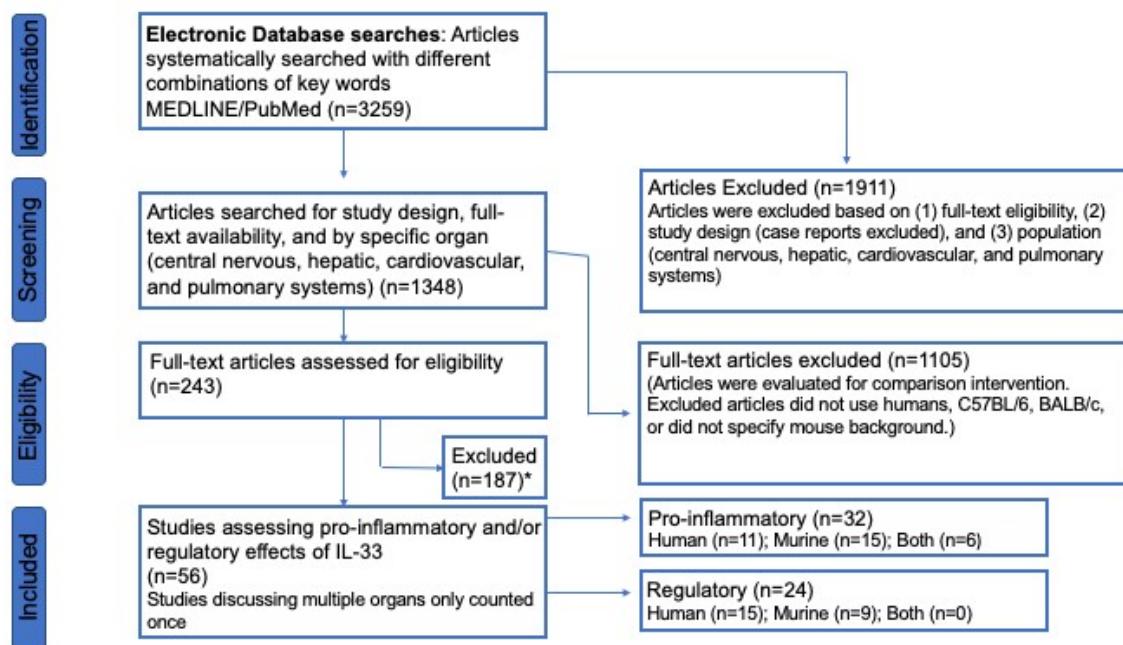 Identification
Electronic Database searches: Articles
systematically searched with different
combinations of key words
MEDLINE/PubMed (n=3259)
Screening
Articles searched for study design, full-
text availability, and by specific organ
(central nervous, hepatic, cardiovascular,
and pulmonary systems) (n=1348)
Articles Excluded (n=1911)
Articles were excluded based on (1) full-text eligibility, (2)
study design (case reports excluded), and (3) population
(central nervous, hepatic, cardiovascular, and pulmonary
systems)
Eligibility
Full-text articles assessed for eligibility
(n=243)
Full-text articles excluded (n=1105)
(Articles were evaluated for comparison intervention.
Excluded articles did not use humans, C57BL/6, BALB/c,
or did not specify mouse background.)
Excluded
(n=187)*
Included
Studies assessing pro-inflammatory and/or
regulatory effects of IL-33
(n=56)
Studies discussing multiple organs only counted
once
Pro-inflammatory (n=32)
Human (n=11); Murine (n=15); Both (n=6)
Regulatory (n=24)
Human (n=15); Murine (n=9); Both (n=0)